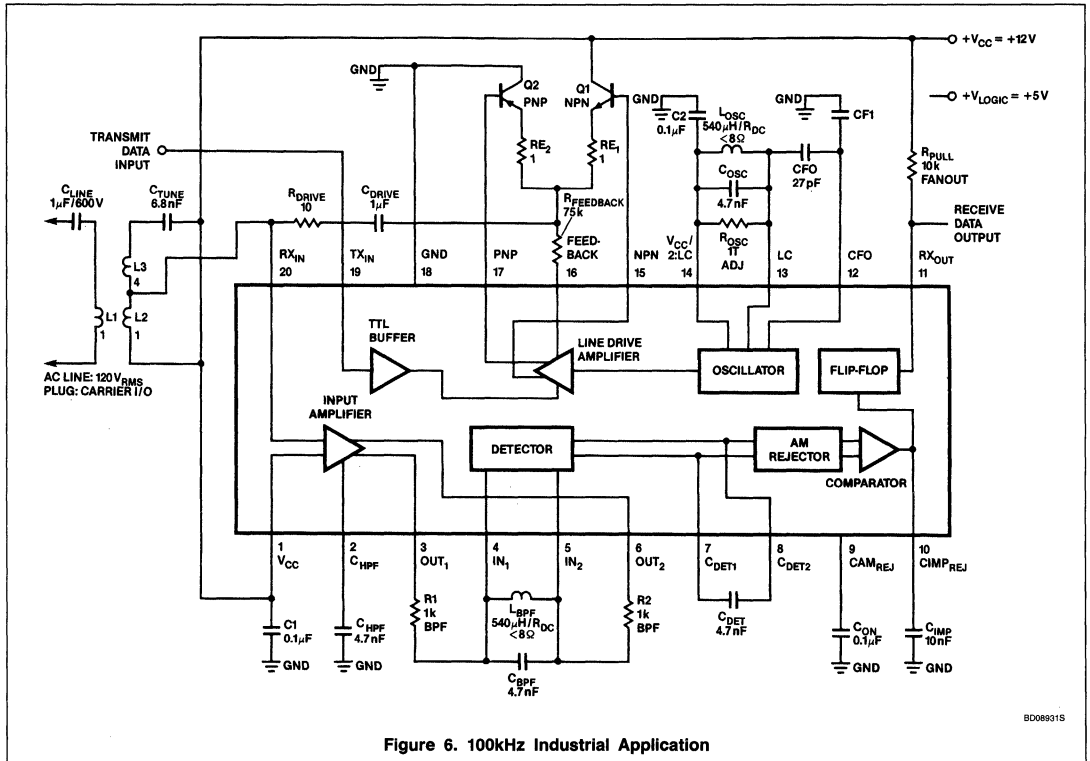 +VCC = +12V
GND
Q2
PNP
Q1
NPN
GND
C2
0.1μF
LOSC
540μH/RDC
<8Ω
GND
CF1
+VLOGIC = +5V
TRANSMIT
DATA
INPUT
RE2
1
RE1
1
COSC
4.7nF
CFO
27pF
RPULL
10k
FANOUT
CLINE
1μF/600V
CTUNE
6.8nF
RDRIVE
10
CDRIVE
1μF
RFEEDBACK
75k
ROSC
1T
ADJ
RECEIVE
DATA
OUTPUT
L3
4
L1
1
L2
1
RXIN
20
TXIN
19
GND
18
PNP
17
FEED-
BACK
16
NPN
15
VCC/
2:LC
14
LC
13
CFO
12
RXOUT
11
AC LINE: 120VRMS
PLUG: CARRIER I/O
TTL
BUFFER
LINE DRIVE
AMPLIFIER
OSCILLATOR
FLIP-FLOP
INPUT
AMPLIFIER
DETECTOR
AM
REJECTOR
COMPARATOR
1
VCC
2
CHPF
3
OUT1
4
IN1
5
IN2
6
OUT2
7
CDET1
8
CDET2
9
CAMREJ
10
CIMPREJ
C1
0.1μF
GND
CHPF
4.7nF
GND
R1
1k
BPF
LBPF
540μH/RDC
<8Ω
CBPF
4.7nF
R2
1k
BPF
CDET
4.7nF
CON
0.1μF
GND
CIMP
10nF
GND
BD08931S
Figure 6. 100kHz Industrial Application